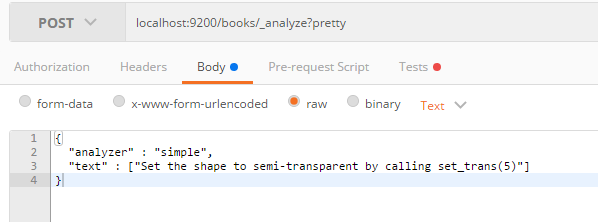 POST localhost:9200/books/_analyze?pretty
Authorization Headers Body Pre-request Script Tests
form-data x-www-form-urlencoded raw binary Text
1 {
2 "analyzer" : "simple",
3 "text" : ["Set the shape to semi-transparent by calling set_trans(5)"]
4 }